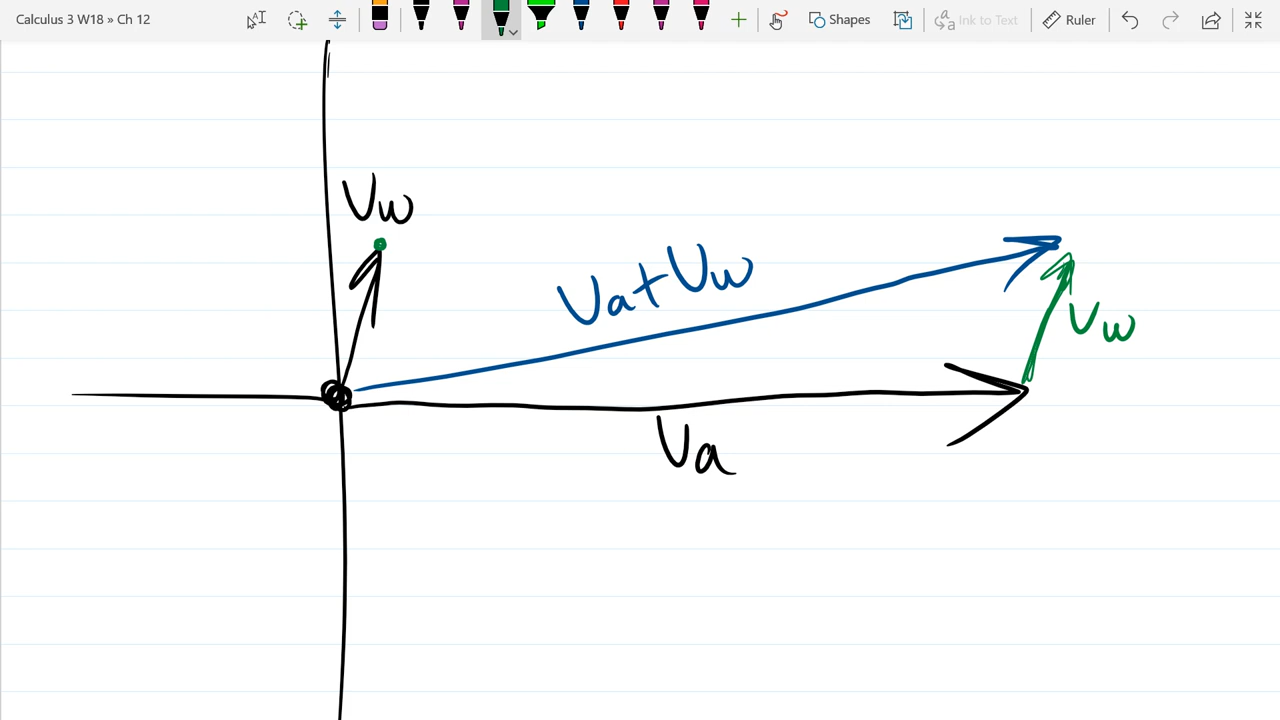 Calculus 3 W18 » Ch 12
Shapes
Ink to Text
Ruler
Vw
Va+Vw
Vw
Va